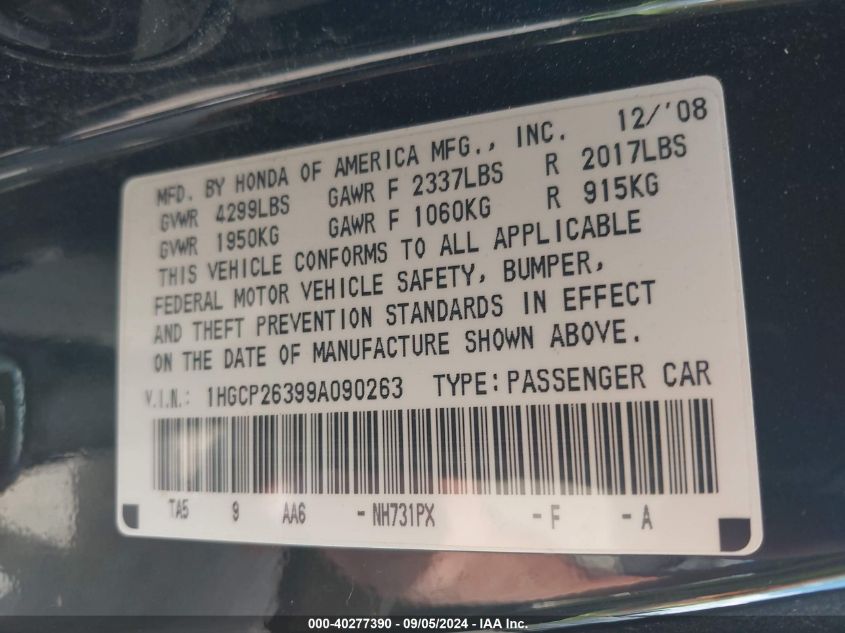 MFD. BY HONDA OF AMERICA MFG., INC. 12/'08
GVWR 4299LBS GAWR F 2337LBS R 2017LBS
GVWR 1950KG GAWR F 1060KG R 915KG
THIS VEHICLE CONFORMS TO ALL APPLICABLE
FEDERAL MOTOR VEHICLE SAFETY, BUMPER,
AND THEFT PREVENTION STANDARDS IN EFFECT
ON THE DATE OF MANUFACTURE SHOWN ABOVE.
V.I.N.: 1HGCP26399A090263 TYPE:PASSENGER CAR
TA5 9 AA6 -NH731PX -F -A
000-40277390 - 09/05/2024 - IAA Inc.